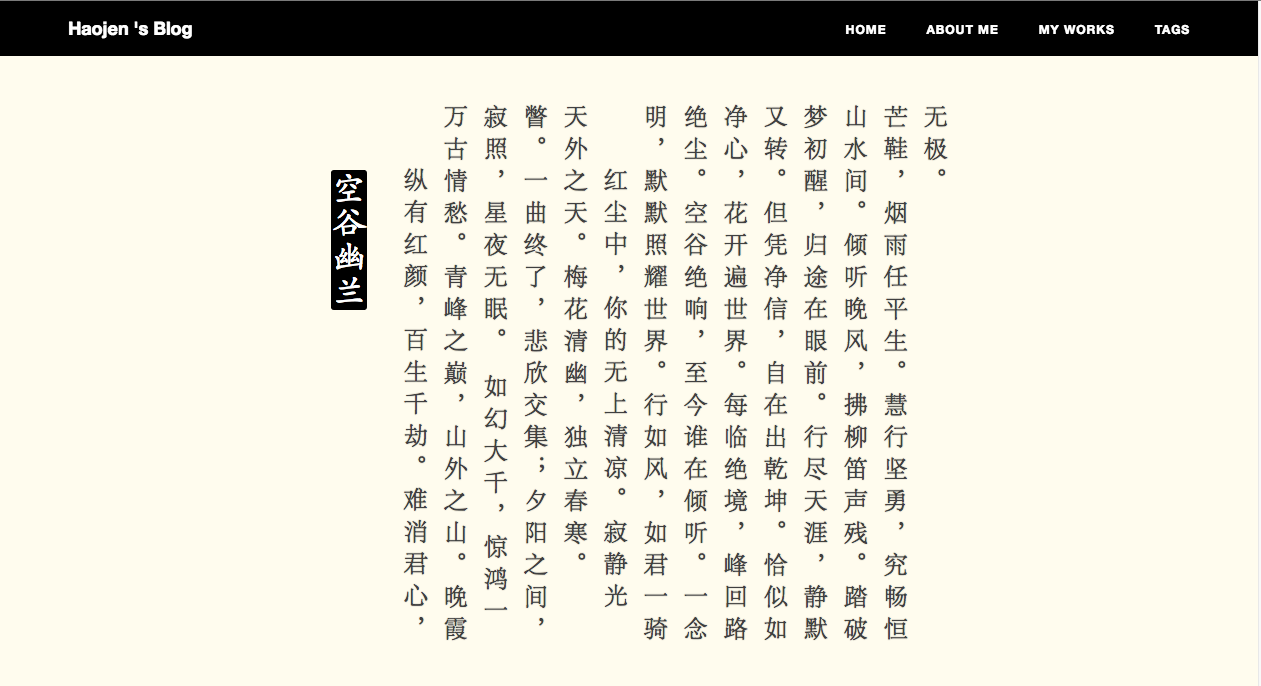 Haojen 's Blog
HOME
ABOUT ME
MY WORKS
TAGS
空谷幽兰
纵有红颜，百生千劫。难消君心，
万古情愁。青峰之巅，山外之山。晚霞
寂照，星夜无眠。 如幻大千，惊鸿一
瞥。一曲终了，悲欣交集；夕阳之间，
天外之天。梅花清幽，独立春寒。
红尘中，你的无上清凉。寂静光
明，默默照耀世界。行如风，如君一骑
绝尘。空谷绝响，至今谁在倾听。一念
净心，花开遍世界。每临绝境，峰回路
又转。但凭净信，自在出乾坤。恰似如
梦初醒，归途在眼前。行尽天涯，静默
山水间。倾听晚风，拂柳笛声残。踏破
芒鞋，烟雨任平生。慧行坚勇，究畅恒
无极。